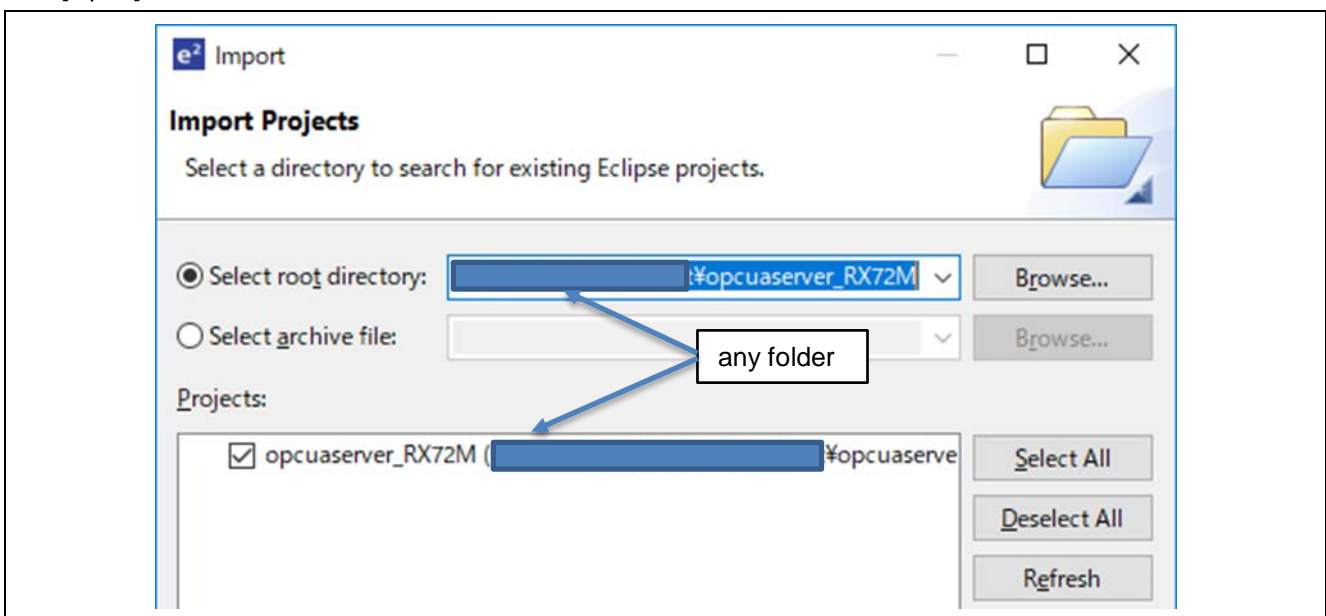 e² Import
Import Projects
Select a directory to search for existing Eclipse projects.
Select root directory: t¥opcuaserver_RX72M Browse...
Select archive file: Browse...
any folder
Projects:
opcuaserver_RX72M ( ¥opcuaserve Select All
Deselect All
Refresh